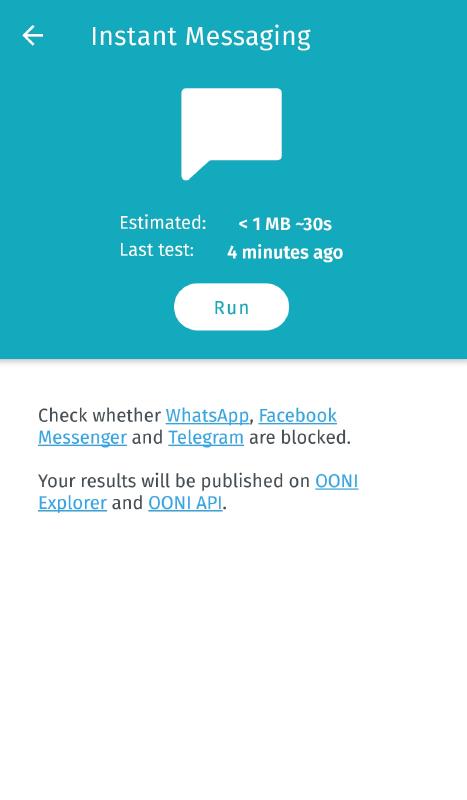 Instant Messaging
Estimated: < 1 MB ~30s
Last test: 4 minutes ago
Run
Check whether WhatsApp, Facebook
Messenger and Telegram are blocked.
Your results will be published on OONI
Explorer and OONI API.